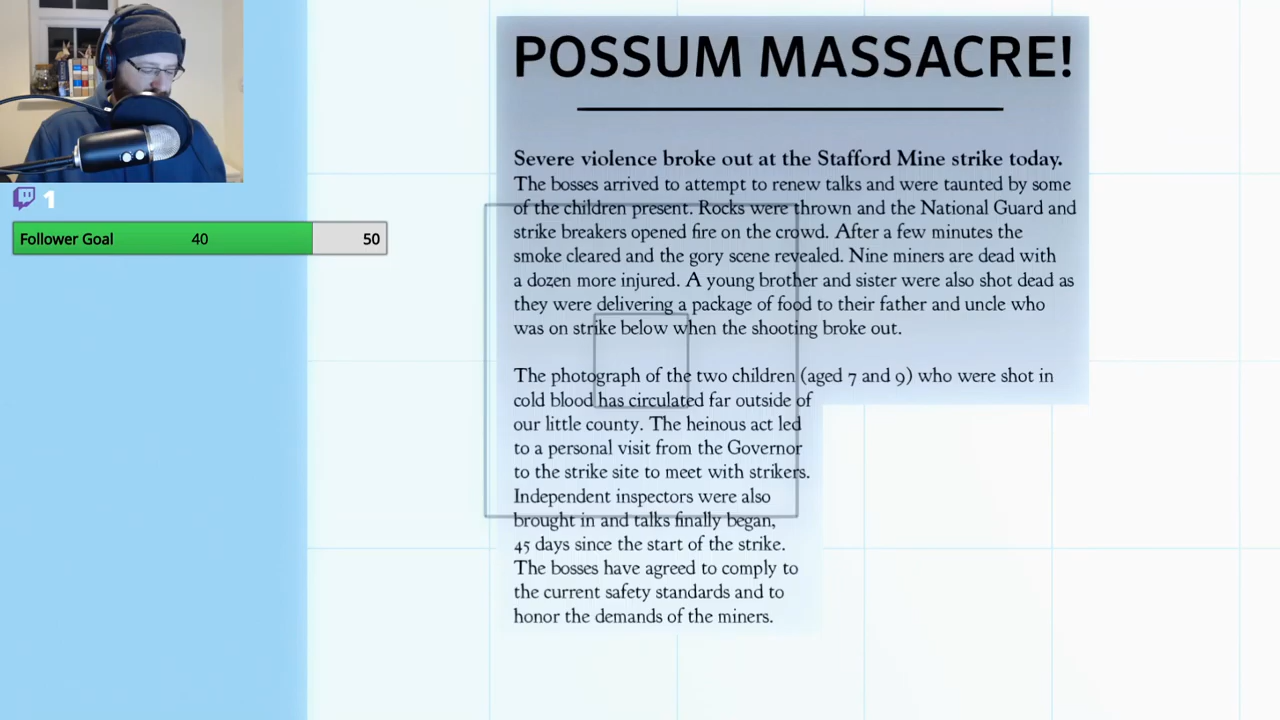 POSSUM MASSACRE!
Severe violence broke out at the Stafford Mine strike today.
The bosses arrived to attempt to renew talks and were taunted by some
of the children present. Rocks were thrown and the National Guard and
strike breakers opened fire on the crowd. After a few minutes the
smoke cleared and the gory scene revealed. Nine miners are dead with
a dozen more injured. A young brother and sister were also shot dead as
they were delivering a package of food to their father and uncle who
was on strike below when the shooting broke out.
The photograph of the two children (aged 7 and 9) who were shot in
cold blood has circulated far outside of
our little county. The heinous act led
to a personal visit from the Governor
to the strike site to meet with strikers.
Independent inspectors were also
brought in and talks finally began,
45 days since the start of the strike.
The bosses have agreed to comply to
the current safety standards and to
honor the demands of the miners.
1
Follower Goal 40 50